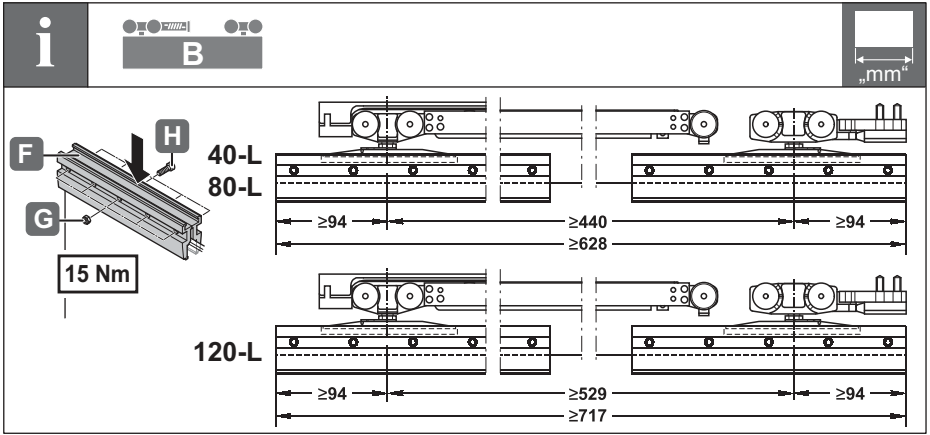 i
B
„mm“
F
H
G
15 Nm
40-L
80-L
≥94
≥440
≥94
≥628
120-L
≥94
≥529
≥94
≥717